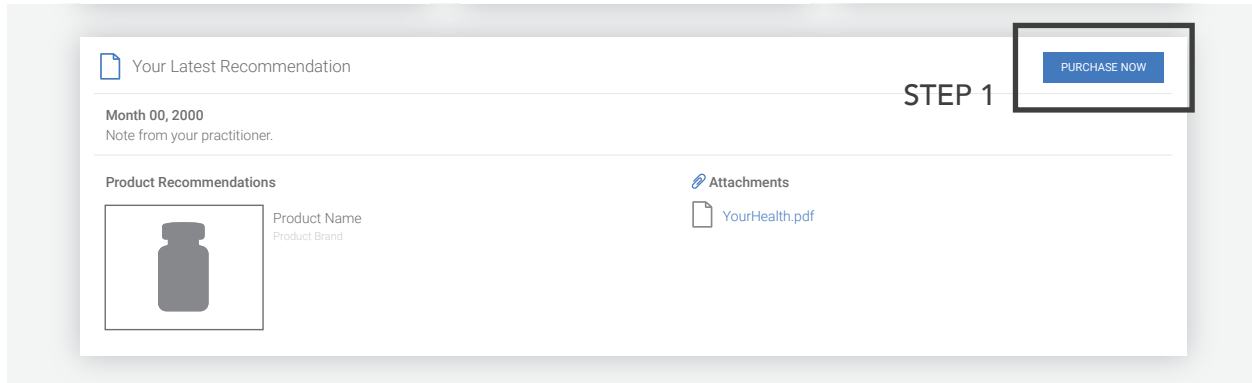 Your Latest Recommendation
PURCHASE NOW
STEP 1
Month 00, 2000
Note from your practitioner.
Product Recommendations
Product Name
Product Brand
Attachments
YourHealth.pdf